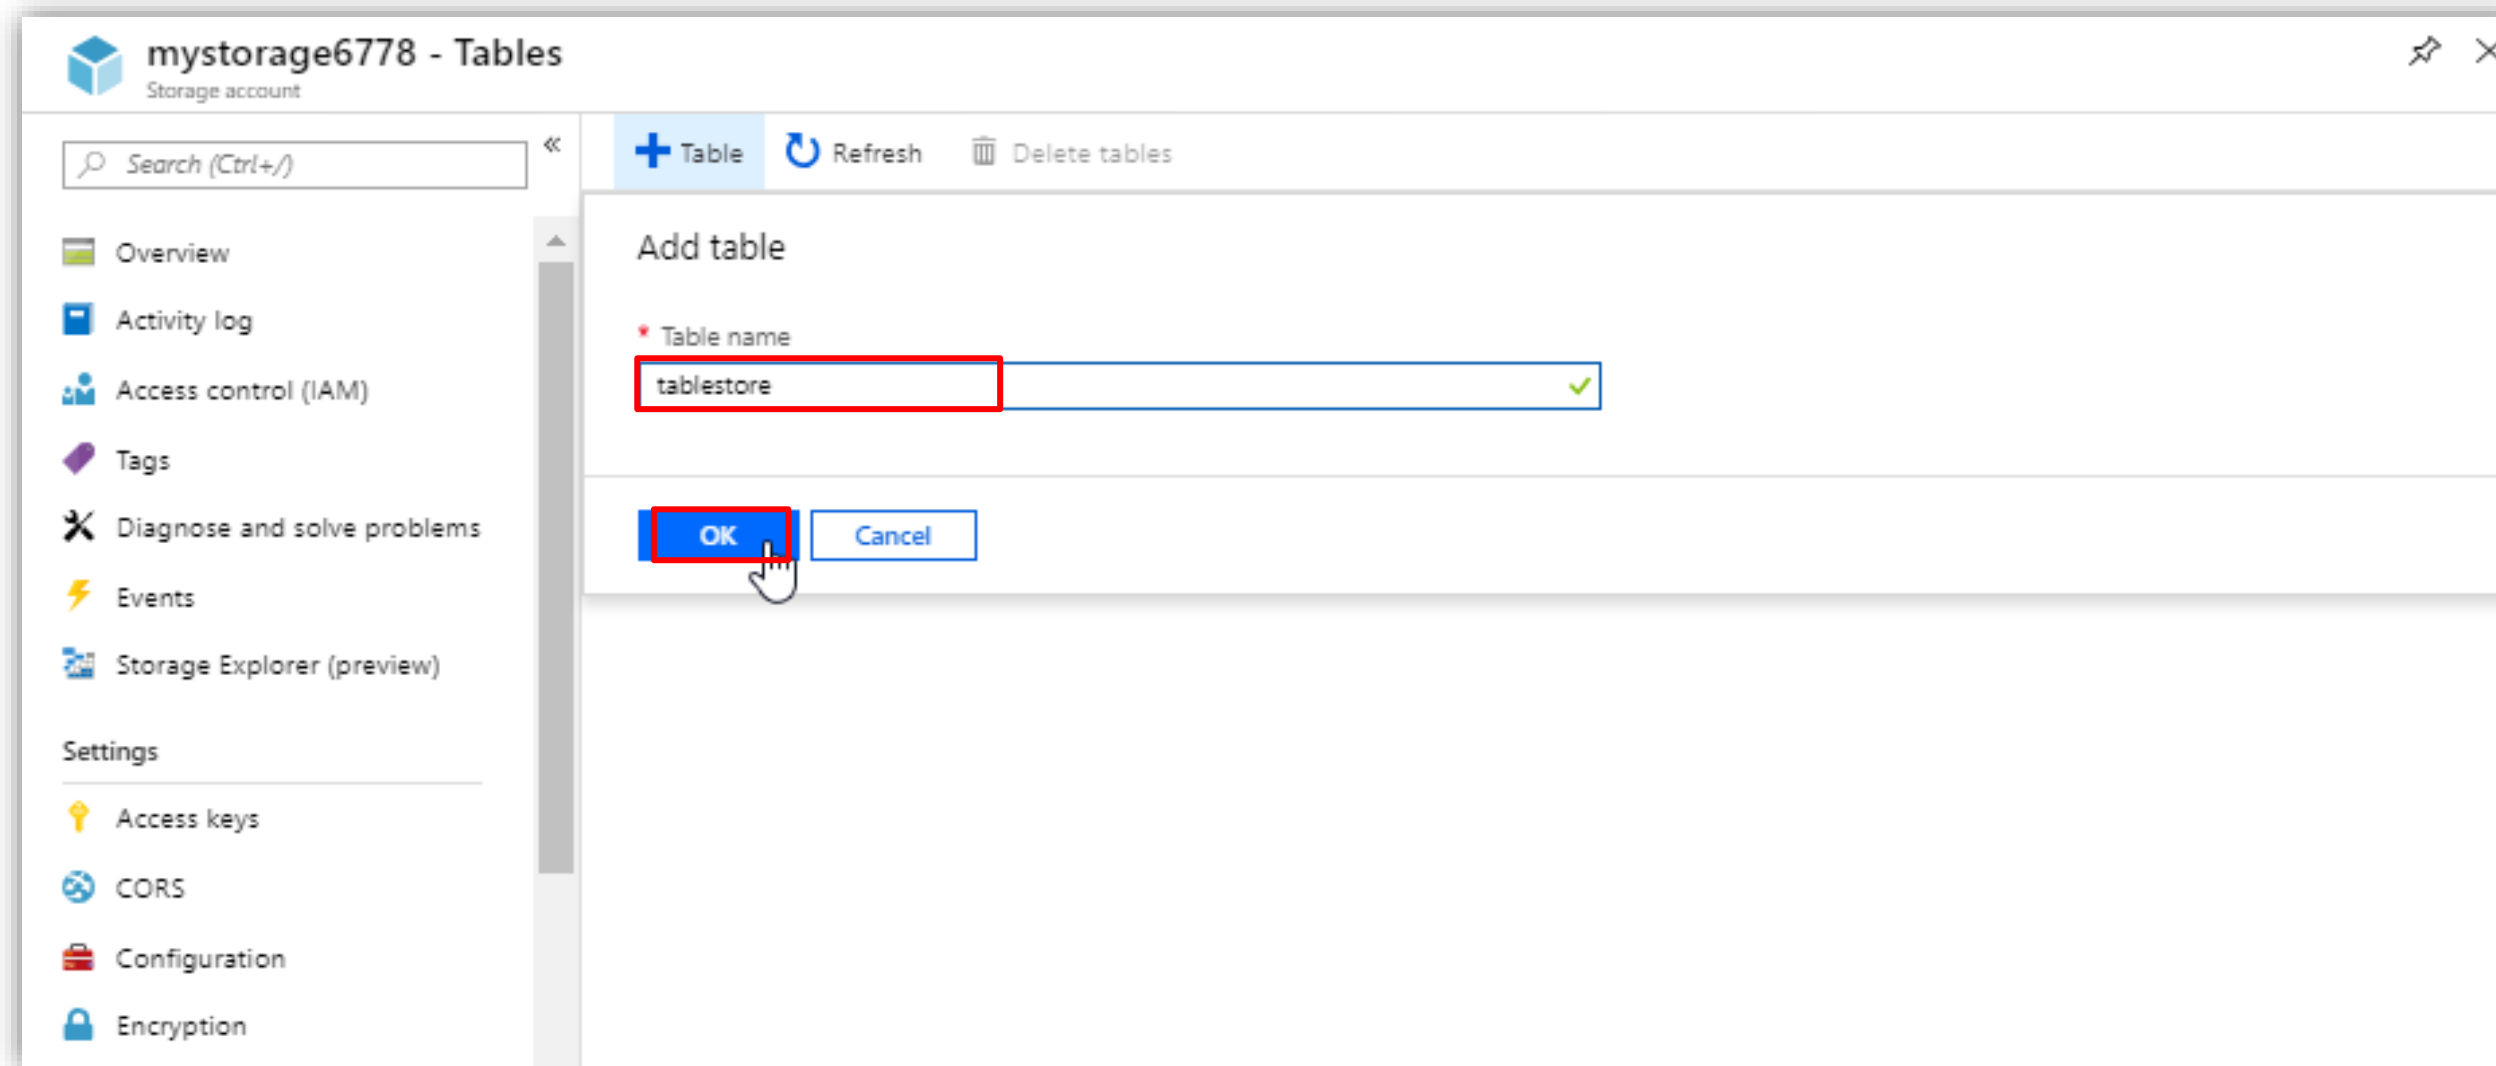 mystorage6778 - Tables
Storage account
Search (Ctrl+/)
«
Overview
Activity log
Access control (IAM)
Tags
Diagnose and solve problems
Events
Storage Explorer (preview)
Settings
Access keys
CORS
Configuration
Encryption
Table Refresh Delete tables
Add table
* Table name
tablestore
OK Cancel